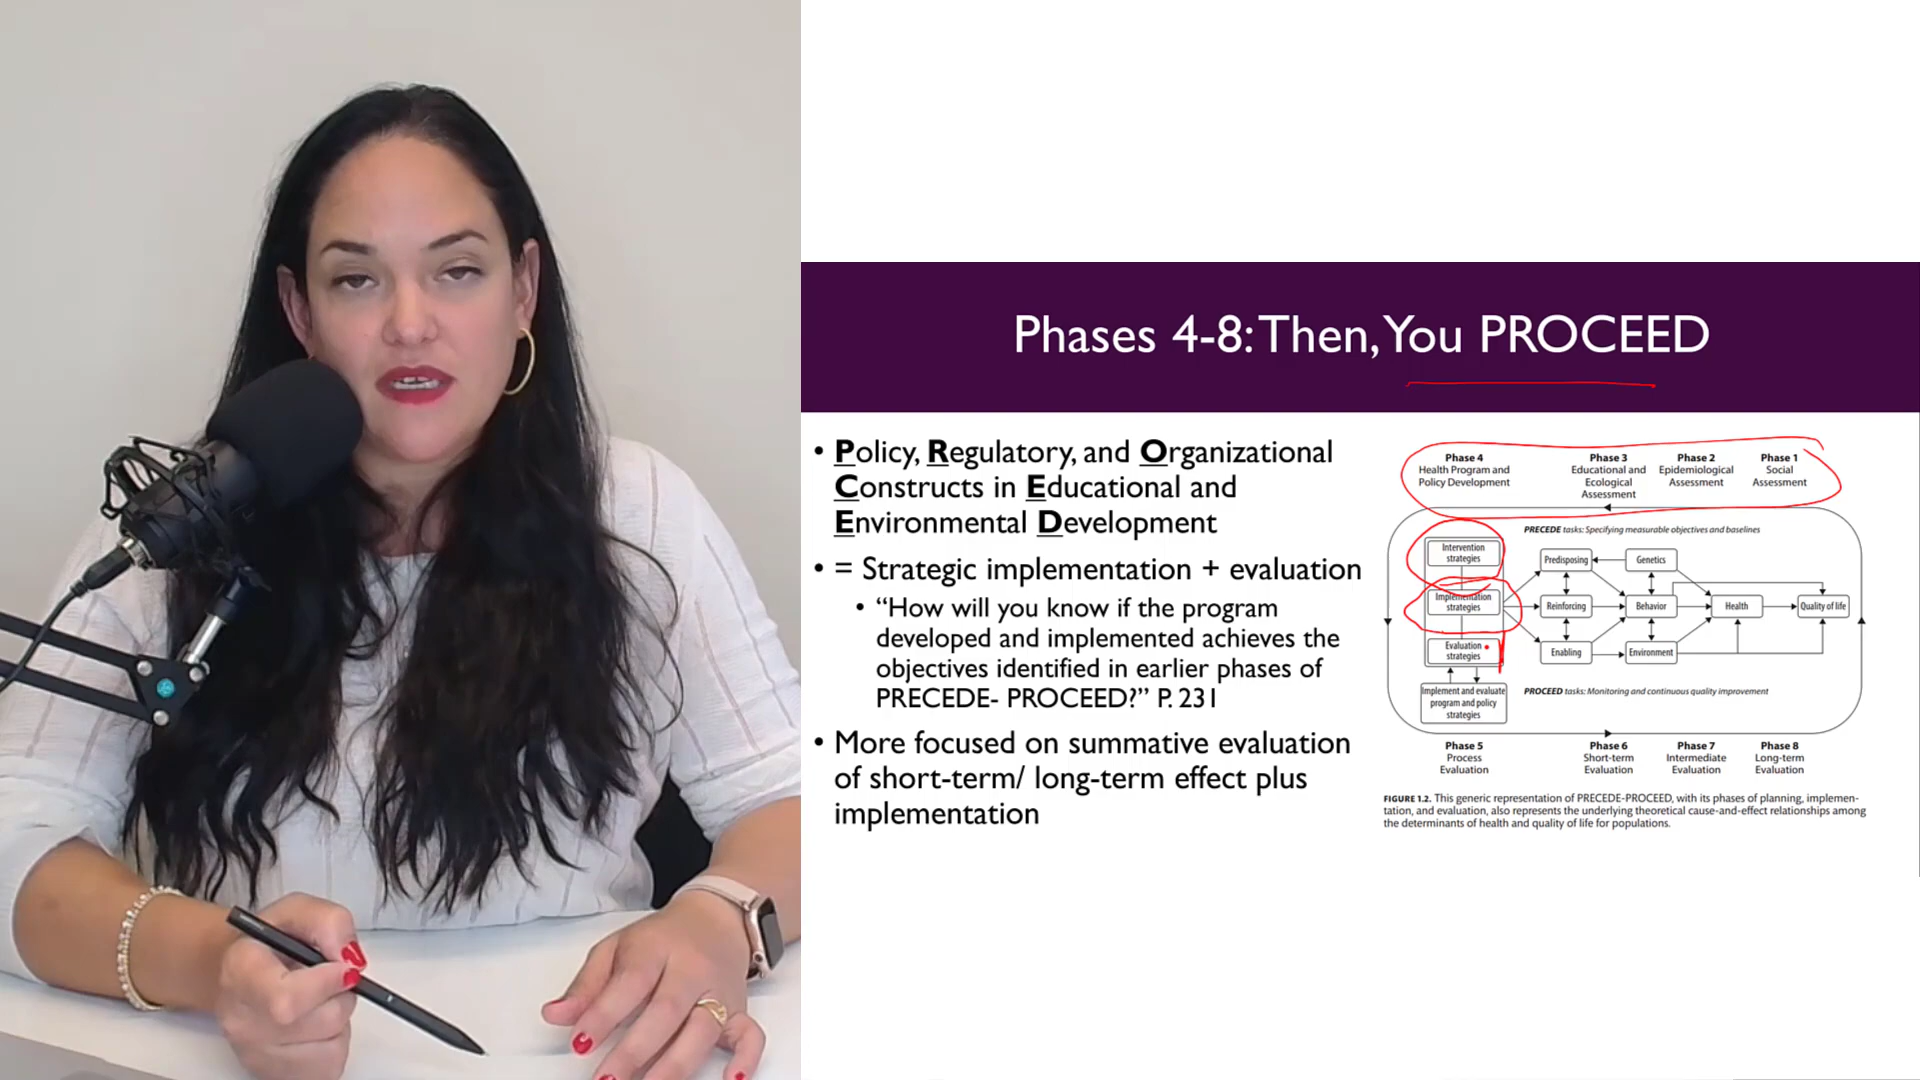 Phases 4-8: Then, You PROCEED
• Policy, Regulatory, and Organizational
Constructs in Educational and
Environmental Development
• = Strategic implementation + evaluation
• “How will you know if the program
developed and implemented achieves the
objectives identified in earlier phases of
PRECEDE- PROCEED?” P. 231
• More focused on summative evaluation
of short-term/ long-term effect plus
implementation
Phase 4
Health Program and
Policy Development
Phase 3
Educational and
Ecological
Assessment
Phase 2
Epidemiological
Assessment
Phase 1
Social
Assessment
PRECEDE tasks: Specifying measurable objectives and baselines
Intervention
strategies
Predisposing
Genetics
Implementation
strategies
Reinforcing
Behavior
Health
Quality of life
Evaluation
strategies
Enabling
Environment
Implement and evaluate
program and policy
strategies
PROCEED tasks: Monitoring and continuous quality improvement
Phase 5
Process
Evaluation
Phase 6
Short-term
Evaluation
Phase 7
Intermediate
Evaluation
Phase 8
Long-term
Evaluation
FIGURE 1.2. This generic representation of PRECEDE-PROCEED, with its phases of planning, implemen-
tation, and evaluation, also represents the underlying theoretical cause-and-effect relationships among
the determinants of health and quality of life for populations.